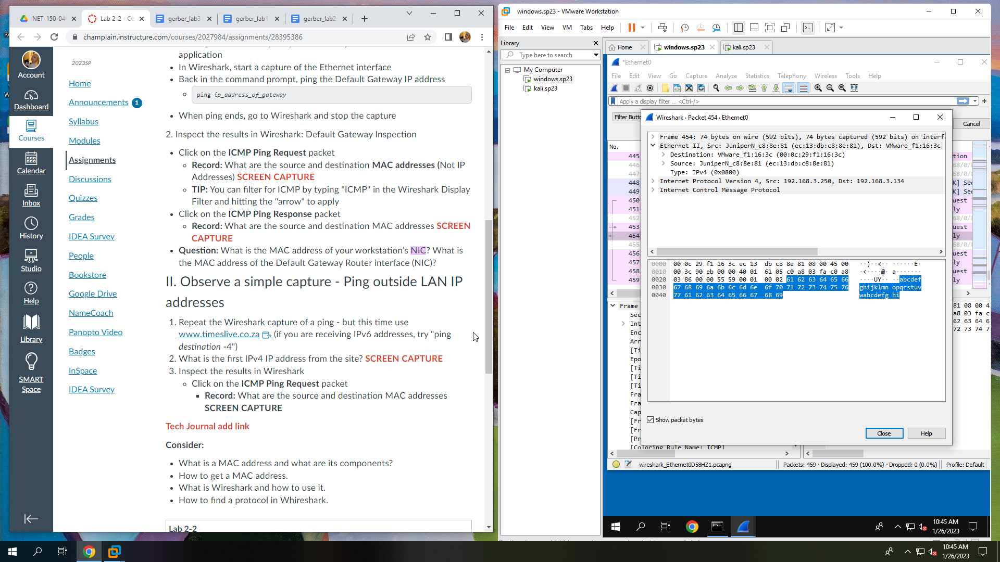 NET-150-04
Lab 2-2 - Ob
gerber_lab3
gerber_lab1
gerber_lab2
champlain.instructure.com/courses/2027984/assignments/28395386
Account
Dashboard
Courses
Calendar
Inbox
History
Studio
Help
Library
SMART
Space
2023SP
Home
Announcements 1
Syllabus
Modules
Assignments
Discussions
Quizzes
Grades
IDEA Survey
People
Bookstore
Google Drive
NameCoach
Panopto Video
Badges
InSpace
IDEA Survey
application
In Wireshark, start a capture of the Ethernet interface
Back in the command prompt, ping the Default Gateway IP address
ping ip_address_of_gateway
When ping ends, go to Wireshark and stop the capture
2. Inspect the results in Wireshark: Default Gateway Inspection
Click on the ICMP Ping Request packet
Record: What are the source and destination MAC addresses (Not IP
Addresses) SCREEN CAPTURE
TIP: You can filter for ICMP by typing "ICMP" in the Wireshark Display
Filter and hitting the "arrow" to apply
Click on the ICMP Ping Response packet
Record: What are the source and destination MAC addresses SCREEN
CAPTURE
Question: What is the MAC address of your workstation's NIC? What is
the MAC address of the Default Gateway Router interface (NIC)?
II. Observe a simple capture - Ping outside LAN IP
addresses
1. Repeat the Wireshark capture of a ping - but this time use
www.timeslive.co.za (if you are receiving IPv6 addresses, try "ping
destination -4")
2. What is the first IPv4 IP address from the site? SCREEN CAPTURE
3. Inspect the results in Wireshark
Click on the ICMP Ping Request packet
Record: What are the source and destination MAC addresses
SCREEN CAPTURE
Tech Journal add link
Consider:
What is a MAC address and what are its components?
How to get a MAC address.
What is Wireshark and how to use it.
How to find a protocol in Whireshark.
Lab 2-2
windows.sp23 - VMware Workstation
File Edit View VM Tabs Help
Library
Type here to search
My Computer
windows.sp23
kali.sp23
Home
windows.sp23
kali.sp23
*Ethernet0
File Edit View Go Capture Analyze Statistics Telephony Wireless Tools Help
Apply a display filter ... <Ctrl-/>
Filter Butto
Cancel
No.
445
446
447
448
449
450
451
452
453
454
455
456
457
458
459
tion
68/0/
K] Sec
K] Sec
uest
ly
68/0/8
uest
ly
68/0/8
uest
ly
uest
ly
Wireshark · Packet 454 · Ethernet0
Frame 454: 74 bytes on wire (592 bits), 74 bytes captured (592 bits) on interfa
Ethernet II, Src: JuniperN_c8:8e:81 (ec:13:db:c8:8e:81), Dst: VMware_f1:16:3c
Destination: VMware_f1:16:3c (00:0c:29:f1:16:3c)
Source: JuniperN_c8:8e:81 (ec:13:db:c8:8e:81)
Type: IPv4 (0x0800)
Internet Protocol Version 4, Src: 192.168.3.250, Dst: 192.168.3.134
Internet Control Message Protocol
0000 00 0c 29 f1 16 3c ec 13 db c8 8e 81 08 00 45 00 ··)··<·· ······E·
0010 00 3c 90 eb 00 00 40 01 61 05 c0 a8 03 fa c0 a8 ·<····@· a·······
0020 03 86 00 00 55 59 00 01 00 02 61 62 63 64 65 66 ····UY·· ··abcdef
0030 67 68 69 6a 6b 6c 6d 6e 6f 70 71 72 73 74 75 76 ghijklmn opqrstuv
0040 77 61 62 63 64 65 66 67 68 69 wabcdefg hi
Show packet bytes
Close
Help
Frame
Sec
Int
Enc
Arr
[Ti
Epo
[Ti
[Ti
[Ti
Fra
Fra
Cap
[Fr
[Fr
[Pr
[Coloring Rule Name: ICMP]
81 08 00 4
a8 03 fa c
62 63 64 6
72 73 74 7
wireshark_Ethernet0D58HZ1.pcapng
Packets: 459 · Displayed: 459 (100.0%) · Dropped: 0 (0.0%)
Profile: Default
10:45 AM
1/26/2023
10:45 AM
1/26/2023